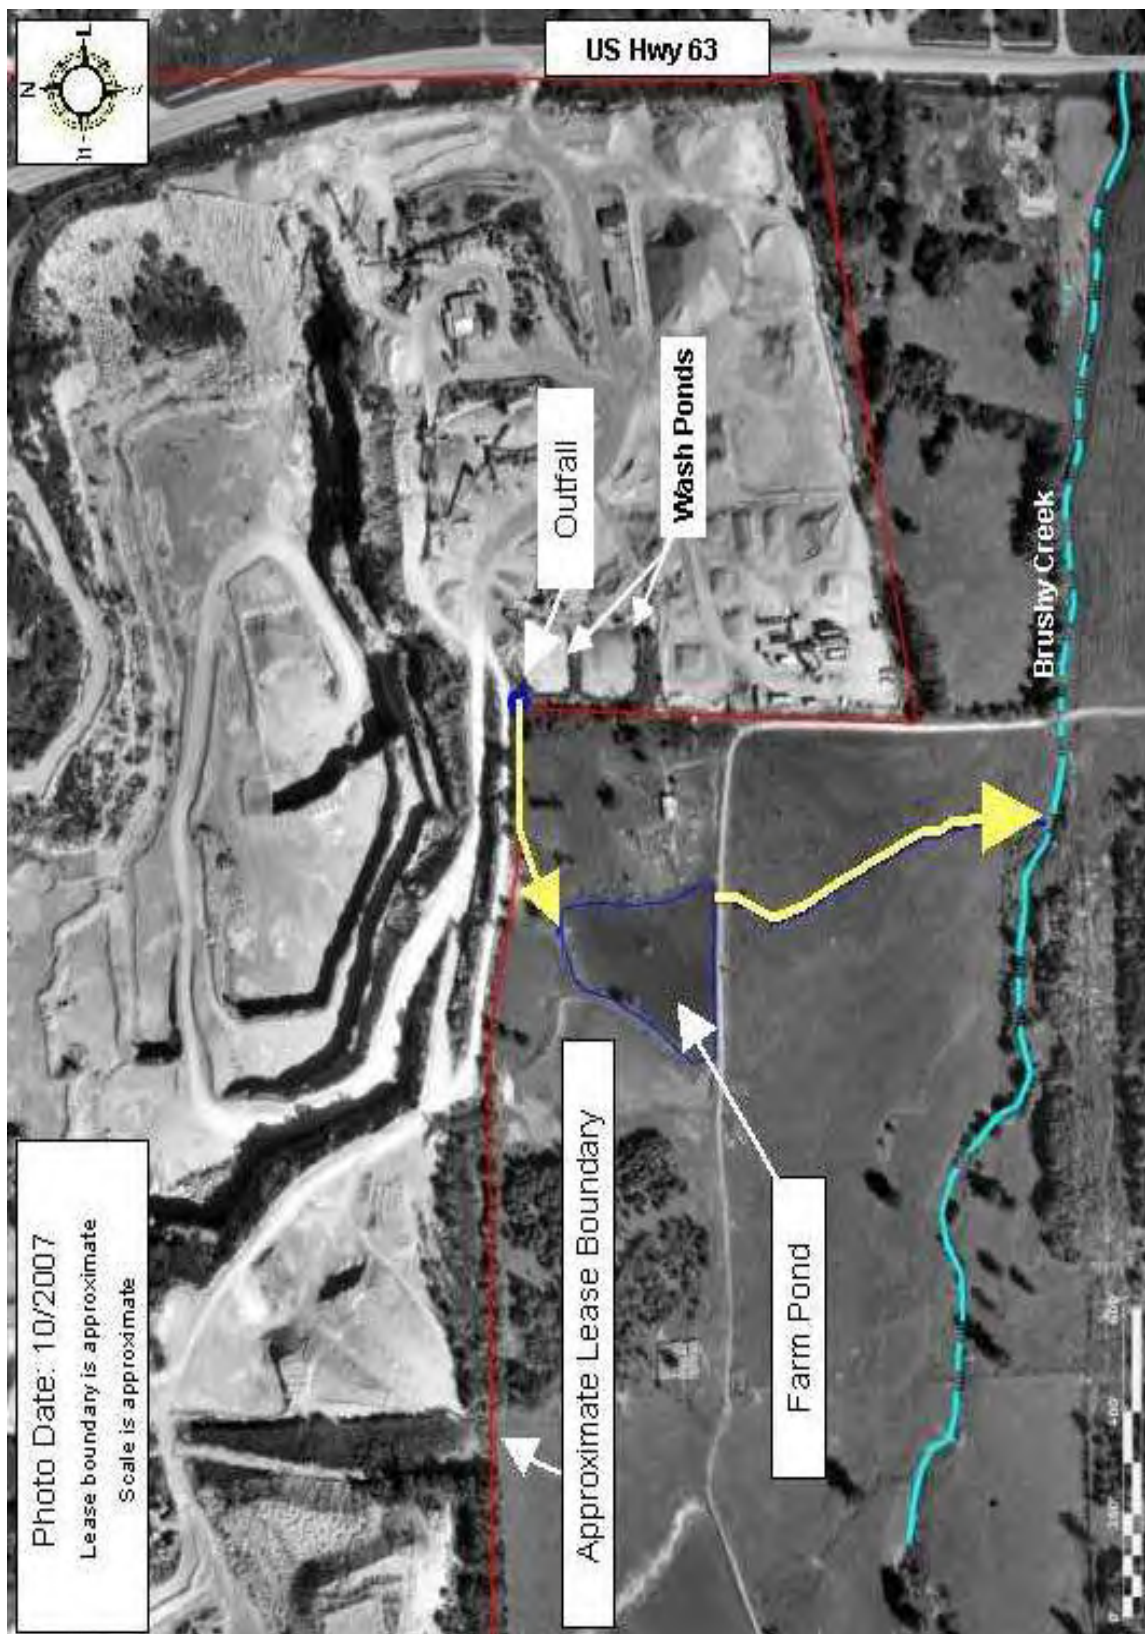 US Hwy 63
N
Outfall
Wash Ponds
Brushy Creek
Photo Date: 10/2007
Lease boundary is approximate
Scale is approximate
Approximate Lease Boundary
Farm Pond
0'